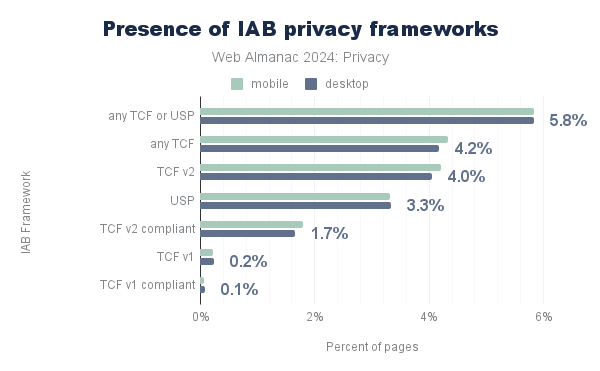 Presence of IAB privacy frameworks
Web Almanac 2024: Privacy
mobile desktop
any TCF or USP 5.8%
any TCF 4.2%
TCF v2 4.0%
USP 3.3%
TCF v2 compliant 1.7%
TCF v1 0.2%
TCF v1 compliant 0.1%
IAB Framework
0% 2% 4% 6%
Percent of pages